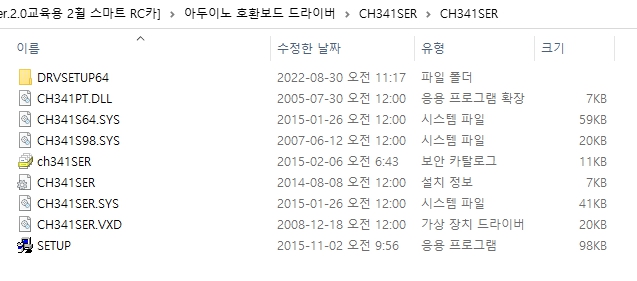 er.2.0교육용 2휠 스마트 RC카] > 아두이노 호환보드 드라이버 > CH341SER > CH341SER
이름 수정한 날짜 유형 크기
DRVSETUP64 2022-08-30 오전 11:17 파일 폴더
CH341PT.DLL 2005-07-30 오전 12:00 응용 프로그램 확장 7KB
CH341S64.SYS 2015-01-26 오전 12:00 시스템 파일 59KB
CH341S98.SYS 2007-06-12 오전 12:00 시스템 파일 20KB
ch341SER 2015-02-06 오전 6:43 보안 카탈로그 11KB
CH341SER 2014-08-08 오전 12:00 설치 정보 7KB
CH341SER.SYS 2015-01-26 오전 12:00 시스템 파일 41KB
CH341SER.VXD 2008-12-18 오전 12:00 가상 장치 드라이버 20KB
SETUP 2015-11-02 오전 9:56 응용 프로그램 98KB